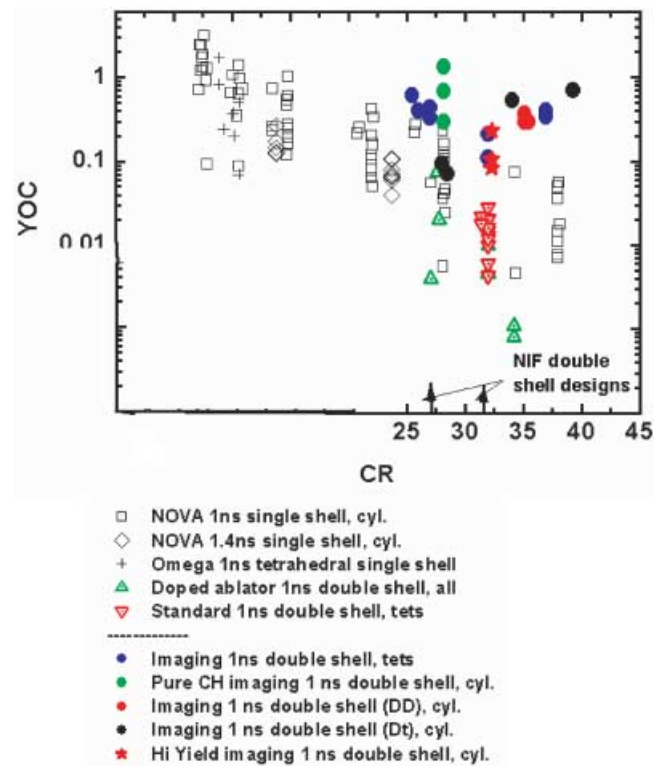 1
0.1
0.01
YOC
NIF double
shell designs
25 30 35 40 45
CR
NOVA 1ns single shell, cyl.
NOVA 1.4ns single shell, cyl.
Omega 1ns tetrahedral single shell
Doped ablator 1ns double shell, all
Standard 1ns double shell, tets
-------------
Imaging 1ns double shell, tets
Pure CH imaging 1 ns double shell, cyl.
Imaging 1 ns double shell (DD), cyl.
Imaging 1 ns double shell (Dt), cyl.
Hi Yield imaging 1 ns double shell, cyl.